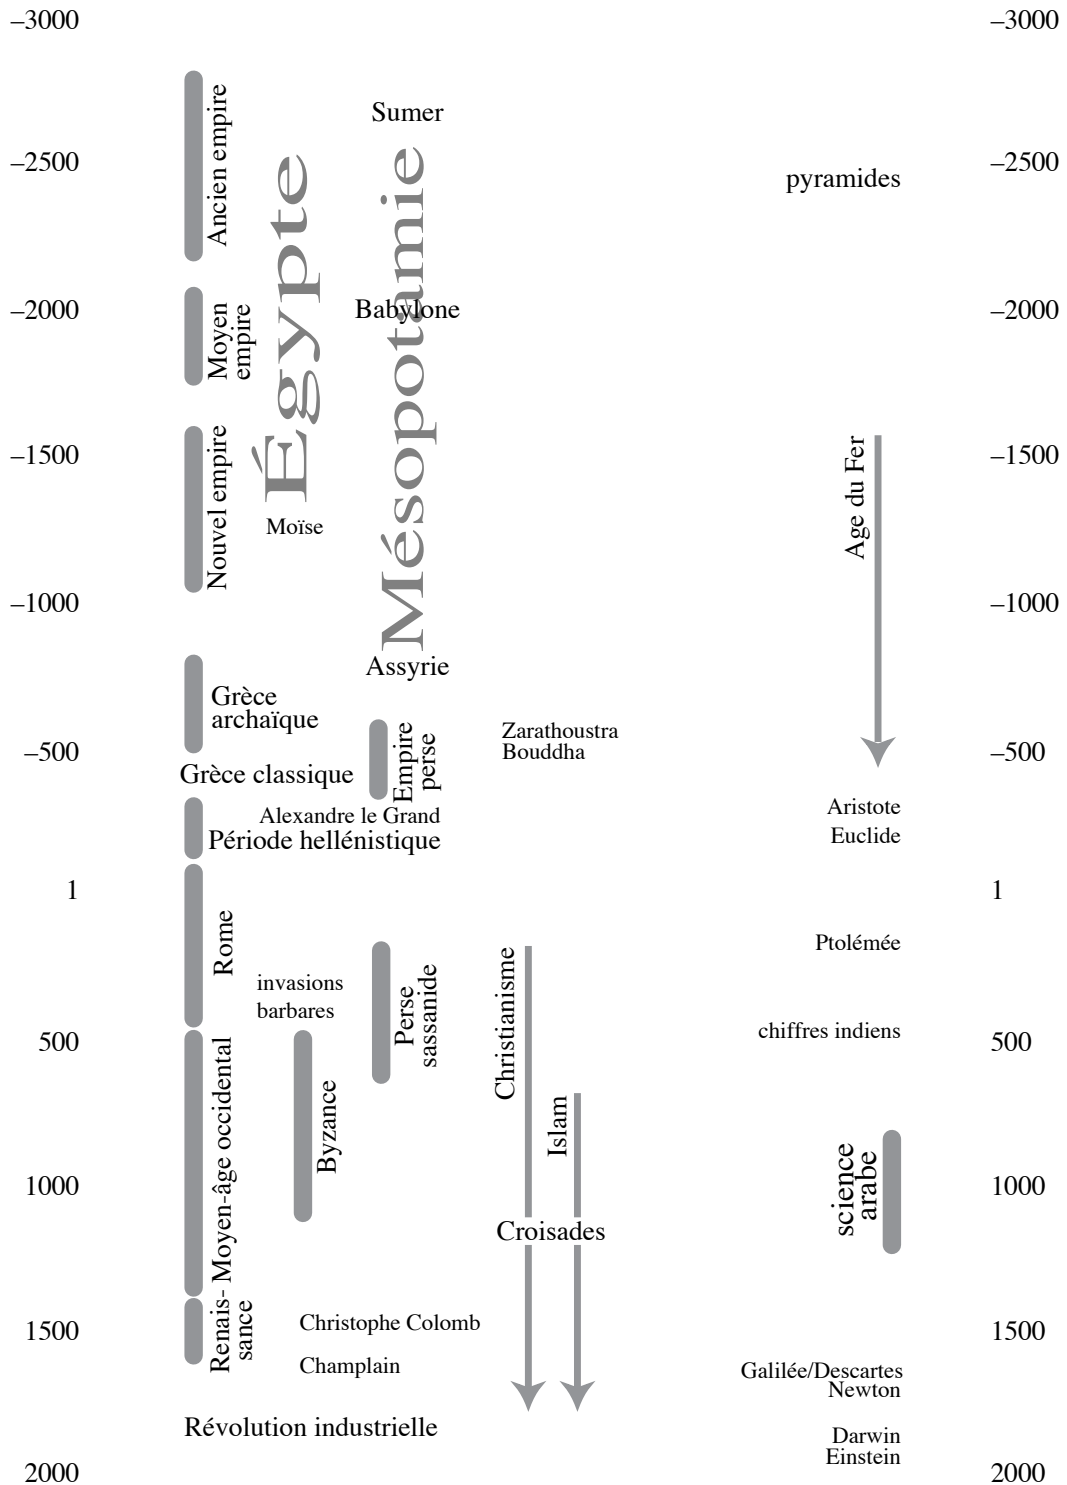 –3000
–3000
Ancien empire
Sumer
–2500
–2500
pyramides
Égypte
Mésopotamie
–2000
Babylone
–2000
Moyen
empire
–1500
–1500
Nouvel empire
Age du Fer
Moïse
–1000
–1000
Assyrie
Grèce
archaïque
Empire
perse
Zarathoustra
Bouddha
–500
–500
Grèce classique
Alexandre le Grand
Aristote
Période hellénistique
Euclide
1
1
Rome
Ptolémée
invasions
barbares
Perse
sassanide
Christianisme
chiffres indiens
500
500
Moyen-âge occidental
Byzance
Islam
science
arabe
1000
1000
Croisades
Renais-
sance
Christophe Colomb
1500
1500
Champlain
Galilée/Descartes
Newton
Révolution industrielle
Darwin
Einstein
2000
2000